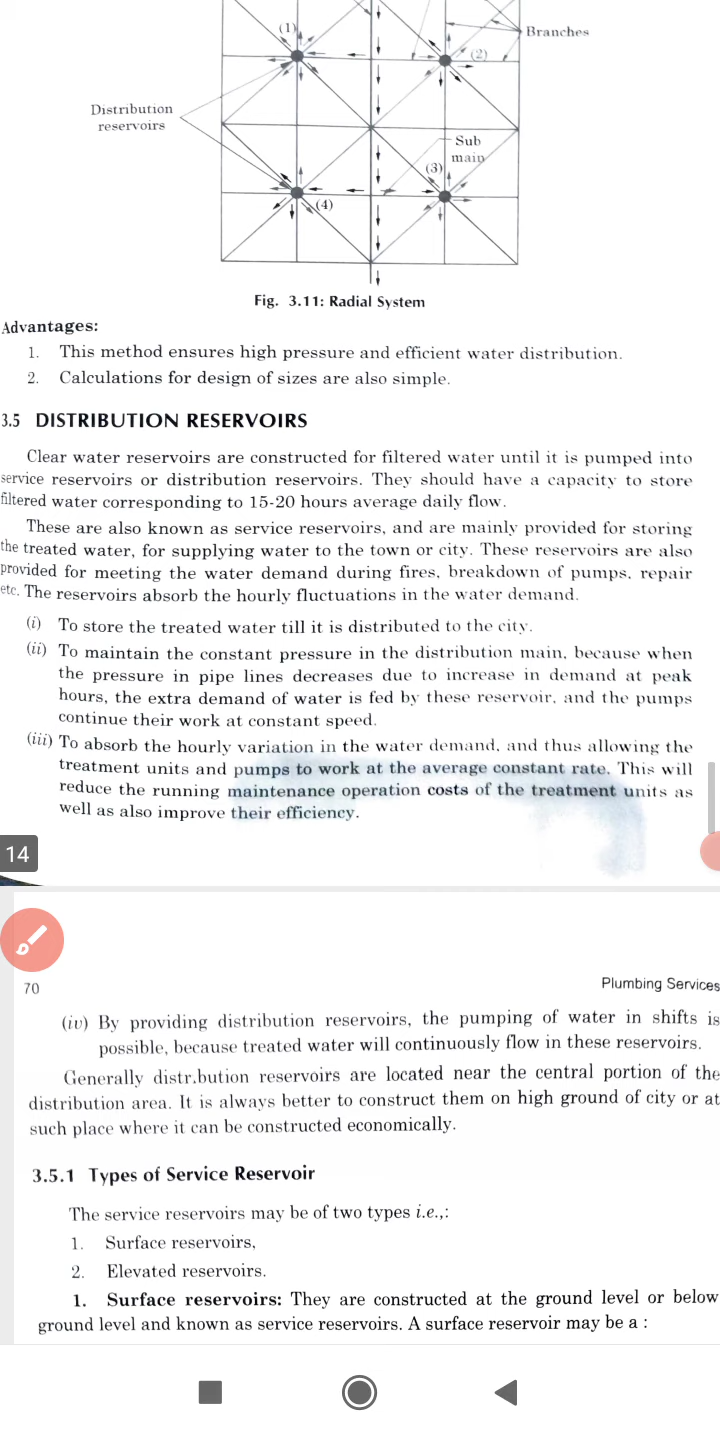 (1)
Branches
(2)
Distribution
reservoirs
Sub
main
(3)
(4)
Fig. 3.11: Radial System
Advantages:
1. This method ensures high pressure and efficient water distribution.
2. Calculations for design of sizes are also simple.
3.5 DISTRIBUTION RESERVOIRS
Clear water reservoirs are constructed for filtered water until it is pumped into
service reservoirs or distribution reservoirs. They should have a capacity to store
filtered water corresponding to 15-20 hours average daily flow.
These are also known as service reservoirs, and are mainly provided for storing
the treated water, for supplying water to the town or city. These reservoirs are also
provided for meeting the water demand during fires, breakdown of pumps, repair
etc. The reservoirs absorb the hourly fluctuations in the water demand.
(i) To store the treated water till it is distributed to the city.
(ii) To maintain the constant pressure in the distribution main, because when
the pressure in pipe lines decreases due to increase in demand at peak
hours, the extra demand of water is fed by these reservoir, and the pumps
continue their work at constant speed.
(iii) To absorb the hourly variation in the water demand, and thus allowing the
treatment units and pumps to work at the average constant rate. This will
reduce the running maintenance operation costs of the treatment units as
well as also improve their efficiency.
14
70
Plumbing Services
(iv) By providing distribution reservoirs, the pumping of water in shifts is
possible, because treated water will continuously flow in these reservoirs.
Generally distr.bution reservoirs are located near the central portion of the
distribution area. It is always better to construct them on high ground of city or at
such place where it can be constructed economically.
3.5.1 Types of Service Reservoir
The service reservoirs may be of two types i.e.,:
1. Surface reservoirs,
2. Elevated reservoirs.
1. Surface reservoirs: They are constructed at the ground level or below
ground level and known as service reservoirs. A surface reservoir may be a :